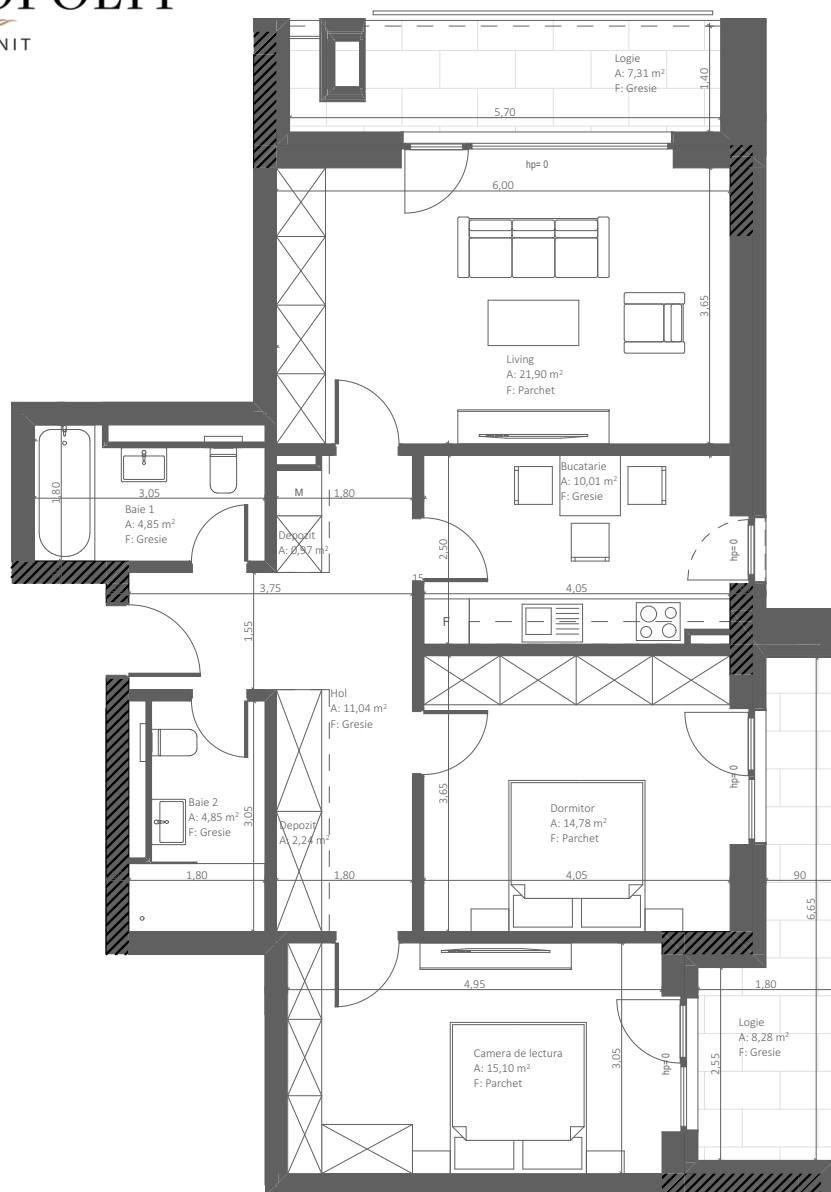 NIT
Logie
A: 7,31 m²
F: Gresie
1,40
5,70
hp= 0
6,00
3,65
Living
A: 21,90 m²
F: Parchet
Bucatarie
A: 10,01 m²
F: Gresie
1,80
3,05
Baie 1
A: 4,85 m²
F: Gresie
M
1,80
Depozit
A: 0,97 m²
2,50
hp= 0
15
3,75
4,05
1,55
F
Hol
A: 11,04 m²
F: Gresie
hp= 0
3,65
Baie 2
A: 4,85 m²
F: Gresie
3,05
Depozit
A: 2,24 m²
Dormitor
A: 14,78 m²
F: Parchet
1,80
1,80
4,05
90
6,65
4,95
1,80
Camera de lectura
A: 15,10 m²
F: Parchet
3,05
hp= 0
2,55
Logie
A: 8,28 m²
F: Gresie